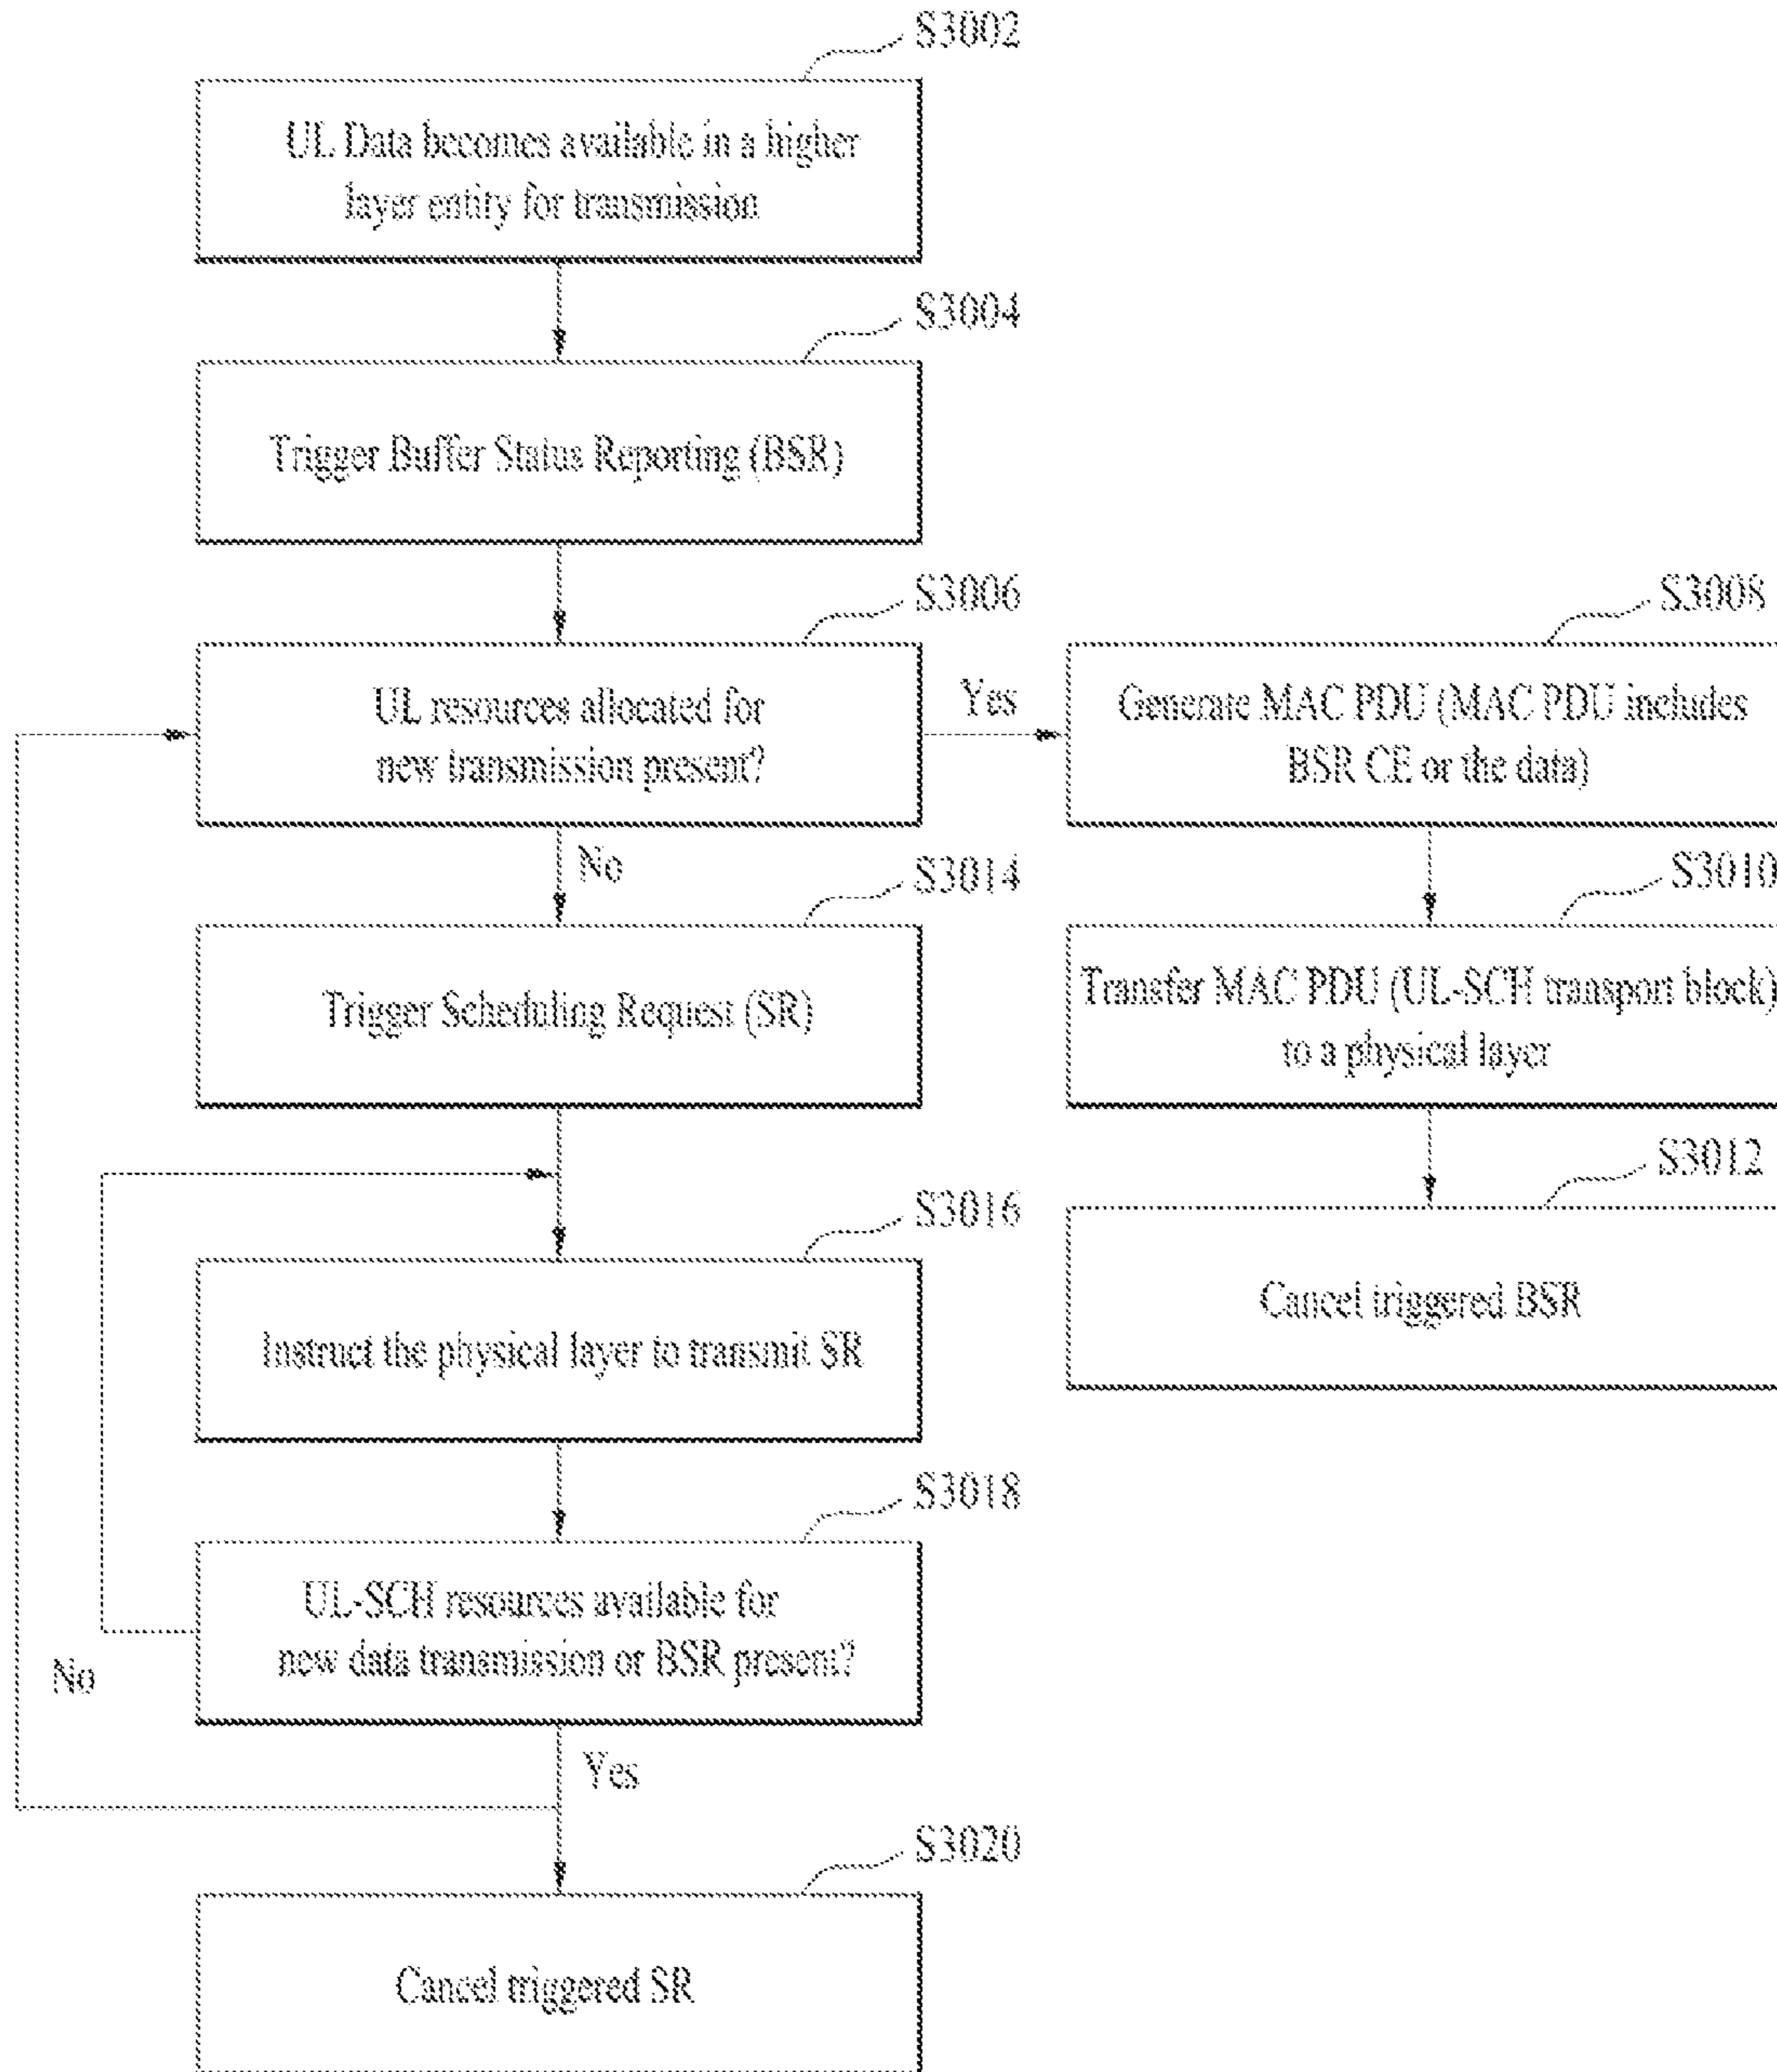 S3002
UL Data becomes available in a higher
layer entity for transmission
S3004
Trigger Buffer Status Reporting (BSR)
S3006
UL resources allocated for
new transmission present?
Yes
S3008
Generate MAC PDU (MAC PDU includes
BSR CE or the data)
No
S3014
Trigger Scheduling Request (SR)
S3010
Transfer MAC PDU (UL-SCH transport block)
to a physical layer
S3012
Cancel triggered BSR
S3016
Instruct the physical layer to transmit SR
S3018
UL-SCH resources available for
new data transmission or BSR present?
No
Yes
S3020
Cancel triggered SR